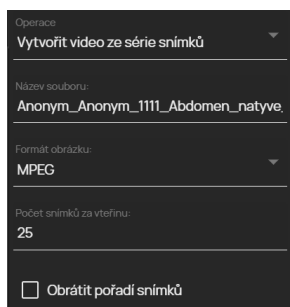 Operace
Vytvořit video ze série snímků
Název souboru:
Anonym_Anonym_1111_Abdomen_natyve_
Formát obrázku:
MPEG
Počet snímků za vteřinu:
25
Obrátit pořadí snímků